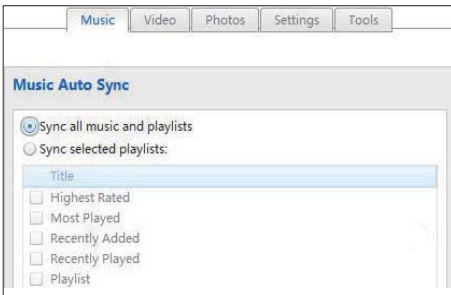 Music Video Photos Settings Tools
Music Auto Sync
Sync all music and playlists
Sync selected playlists:
Title
Highest Rated
Most Played
Recently Added
Recently Played
Playlist